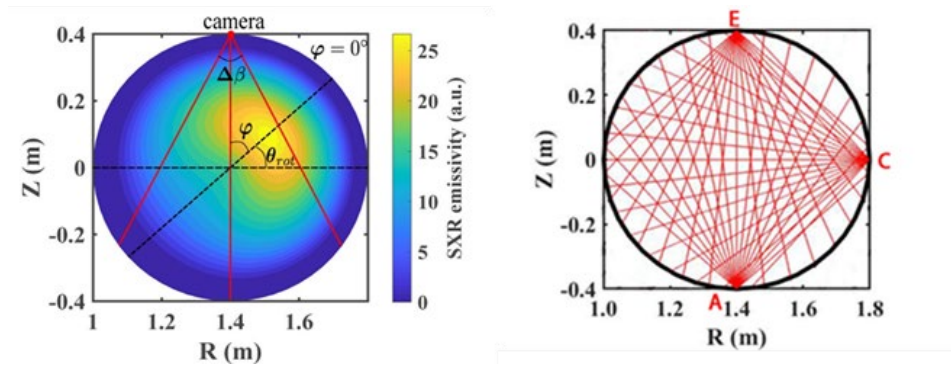 camera
φ = 0°
Δβ
φ
θrot
0.4
0.2
0
-0.2
-0.4
Z (m)
1
1.2
1.4
1.6
R (m)
25
20
15
10
5
0
SXR emissivity (a.u.)
E
C
A
0.4
0.2
0
-0.2
-0.4
Z (m)
1.0
1.2
1.4
1.6
1.8
R (m)